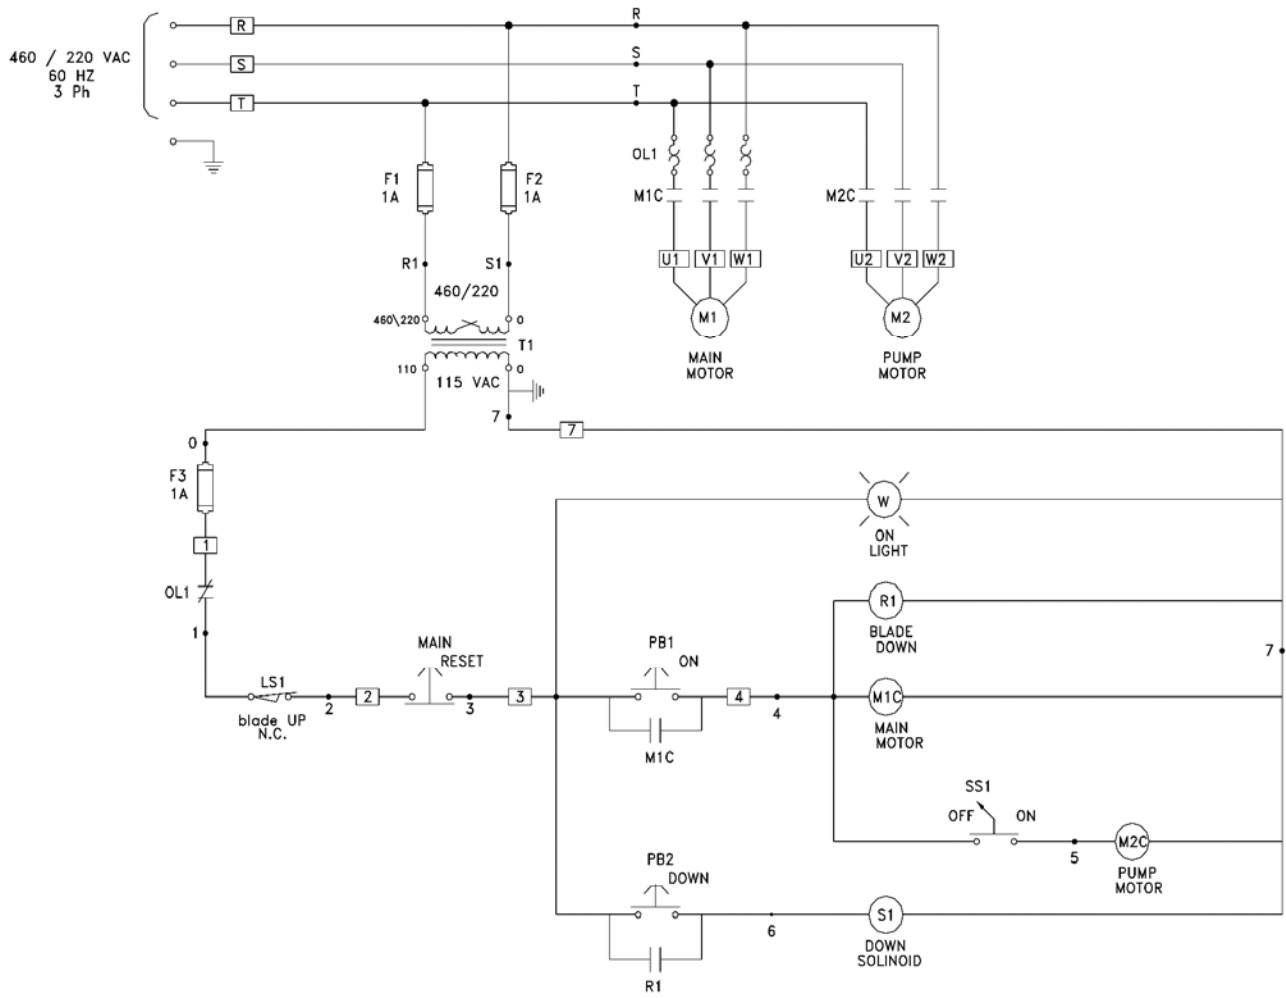 R
460 / 220 VAC
60 HZ
3 Ph
R
S
S
T
T
OL1
F1
1A
F2
1A
M1C
M2C
R1
S1
U1
V1
W1
U2
V2
W2
460/220
460\220
0
M1
M2
T1
MAIN
MOTOR
PUMP
MOTOR
110
115 VAC
0
7
7
0
F3
1A
W
ON
LIGHT
1
OL1
R1
BLADE
DOWN
1
MAIN
RESET
PB1
ON
7
LS1
2
2
3
3
4
4
M1C
blade UP
N.C.
MAIN
MOTOR
M1C
SS1
OFF
ON
M2C
5
PUMP
MOTOR
PB2
DOWN
6
S1
DOWN
SOLINOID
R1